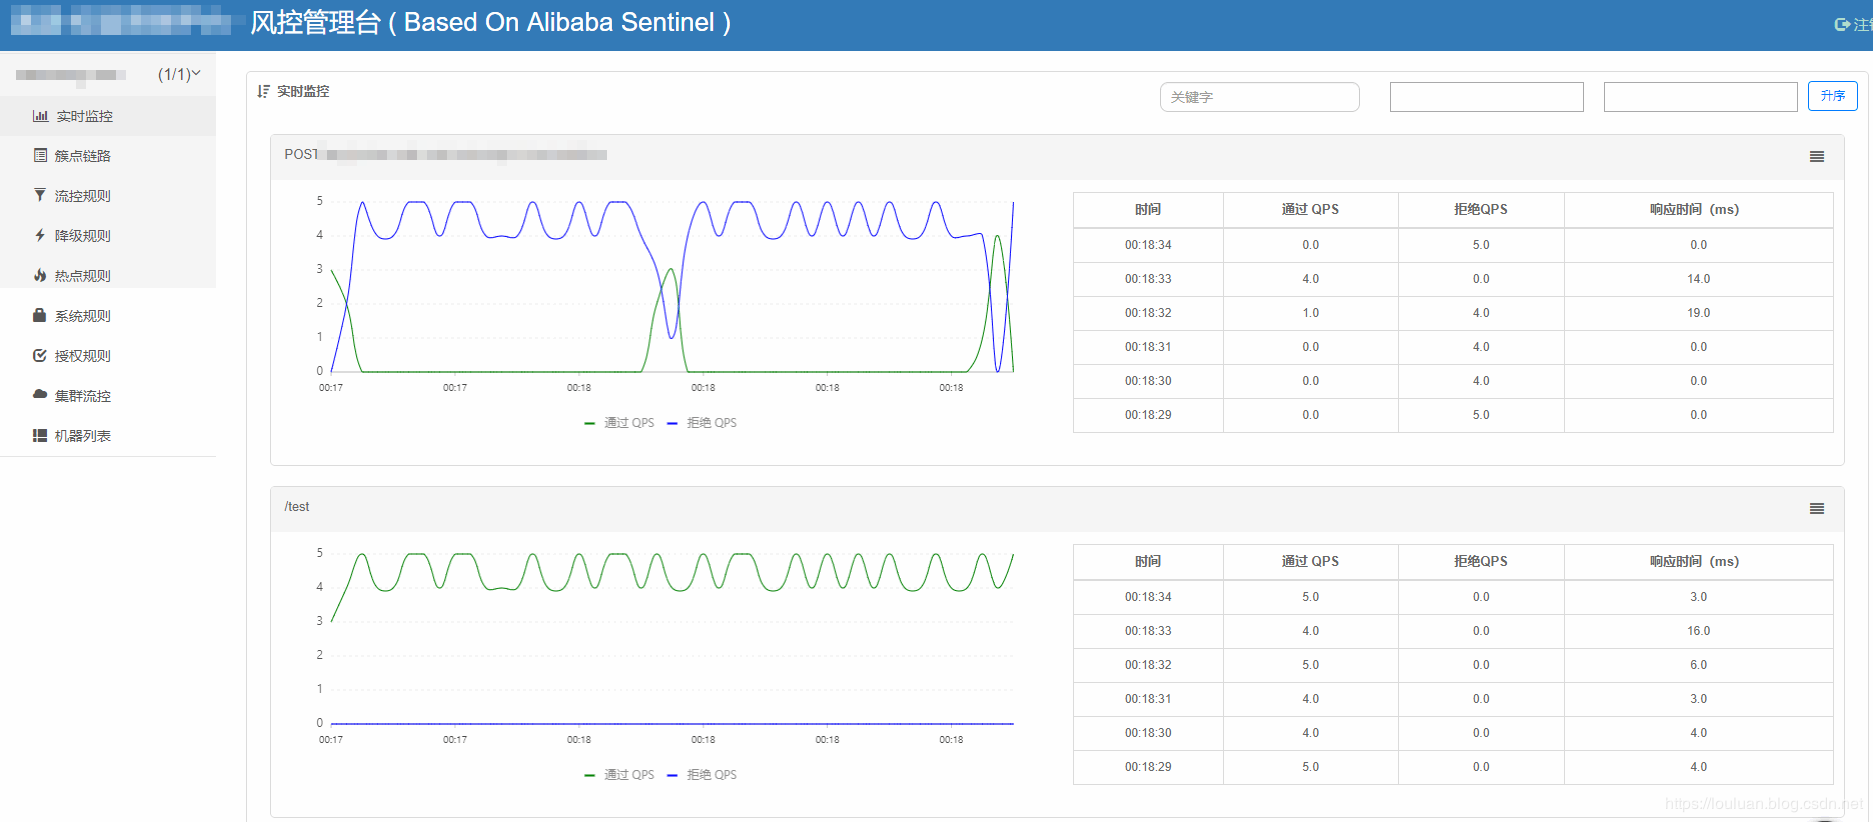 风控管理台 ( Based On Alibaba Sentinel )
注销
(1/1)
实时监控
簇点链路
流控规则
降级规则
热点规则
系统规则
授权规则
集群流控
机器列表
实时监控
关键字
升序
POST
5
4
3
2
1
0
00:17 00:17 00:18 00:18 00:18 00:18
通过 QPS 拒绝 QPS
时间 通过 QPS 拒绝QPS 响应时间 (ms)
00:18:34 0.0 5.0 0.0
00:18:33 4.0 0.0 14.0
00:18:32 1.0 4.0 19.0
00:18:31 0.0 4.0 0.0
00:18:30 0.0 4.0 0.0
00:18:29 0.0 5.0 0.0
/test
5
4
3
2
1
0
00:17 00:17 00:18 00:18 00:18 00:18
通过 QPS 拒绝 QPS
时间 通过 QPS 拒绝QPS 响应时间 (ms)
00:18:34 5.0 0.0 3.0
00:18:33 4.0 0.0 16.0
00:18:32 5.0 0.0 6.0
00:18:31 4.0 0.0 3.0
00:18:30 4.0 0.0 4.0
00:18:29 5.0 0.0 4.0
https://louluan.blog.csdn.net